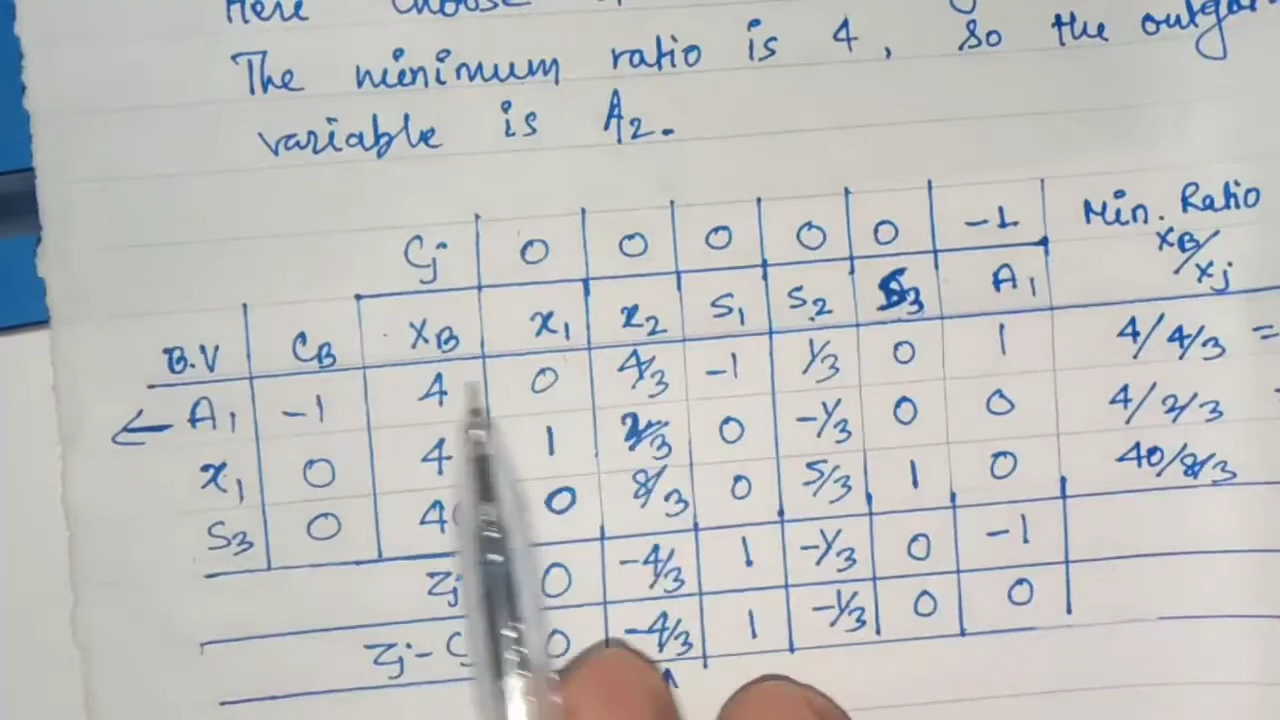 Here choose
The minimum ratio is 4, So the outgoi
variable is A2.
Cj 0 0 0 0 0 -1 Min. Ratio
B.V CB XB x1 x2 S1 S2 S3 A1 XB/Xj
← A1 -1 4 0 4/3 -1 1/3 0 1 4/4/3 =
x1 0 4 1 2/3 0 -1/3 0 0 4/2/3
S3 0 40 0 8/3 0 5/3 1 0 40/8/3
Zj 0 -4/3 1 -1/3 0 -1
Zj - C 0 -4/3 1 -1/3 0 0